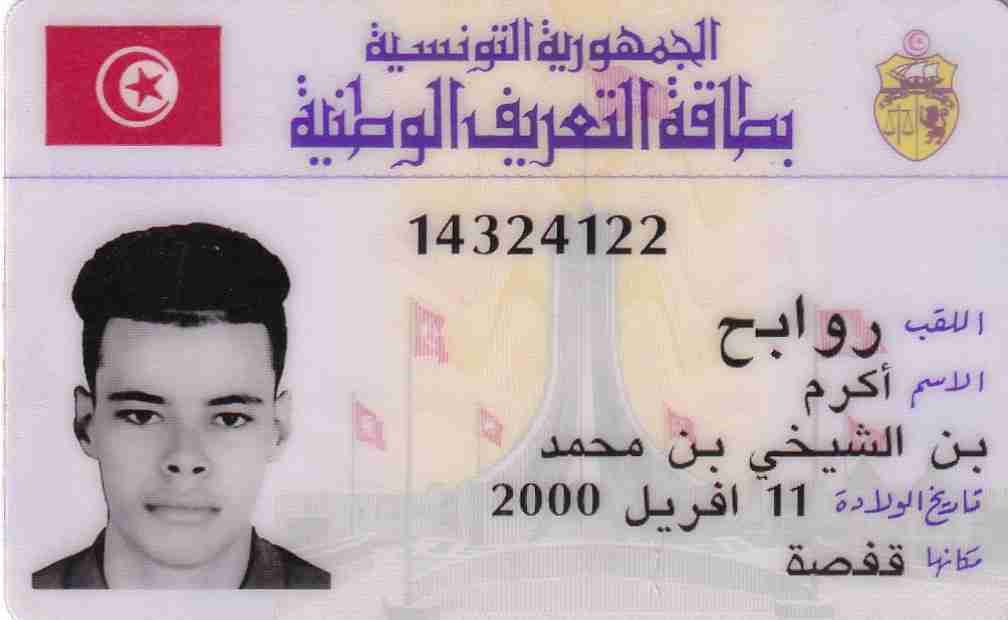 الجمهورية التونسية
بطاقة التعريف الوطنية
14324122
اللقب روابح
الاسم أكرم
بن الشيخي بن محمد
تاريخ الولادة 11 افريل 2000
مكانها قفصة